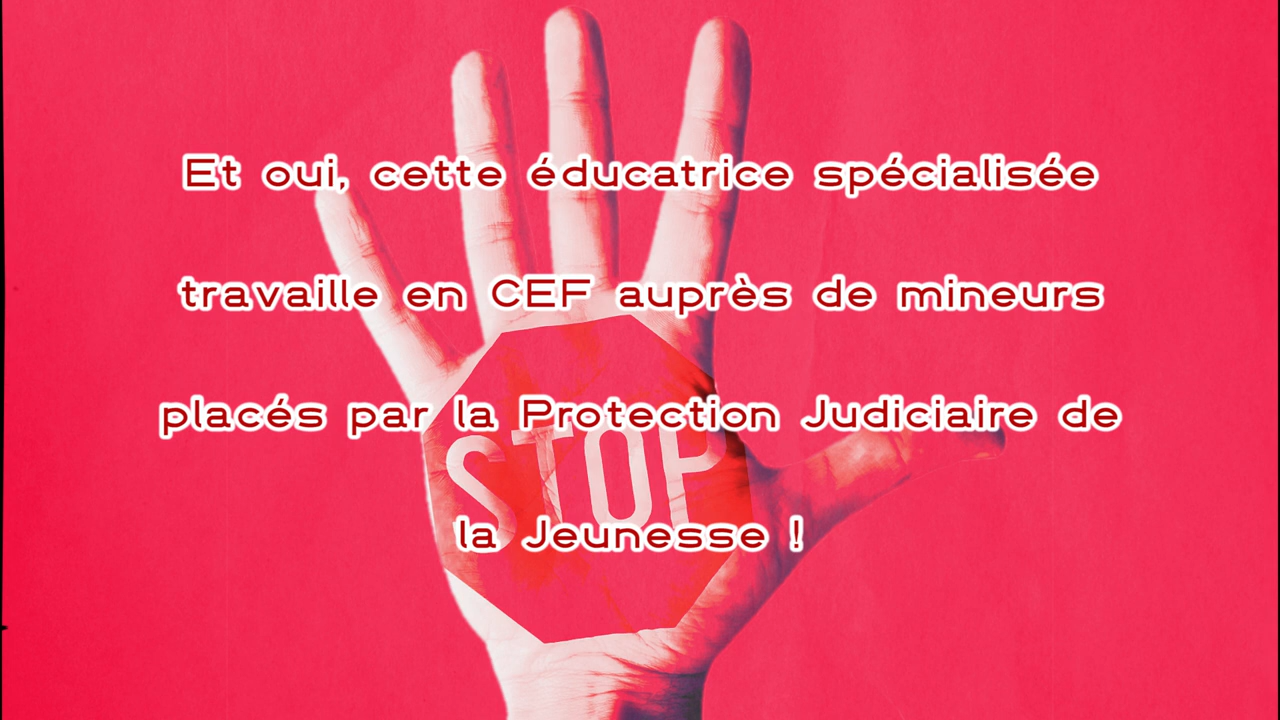 Et oui, cette éducatrice spécialisée
travaille en CEF auprès de mineurs
placés par la Protection Judiciaire de
STOP
la Jeunesse !